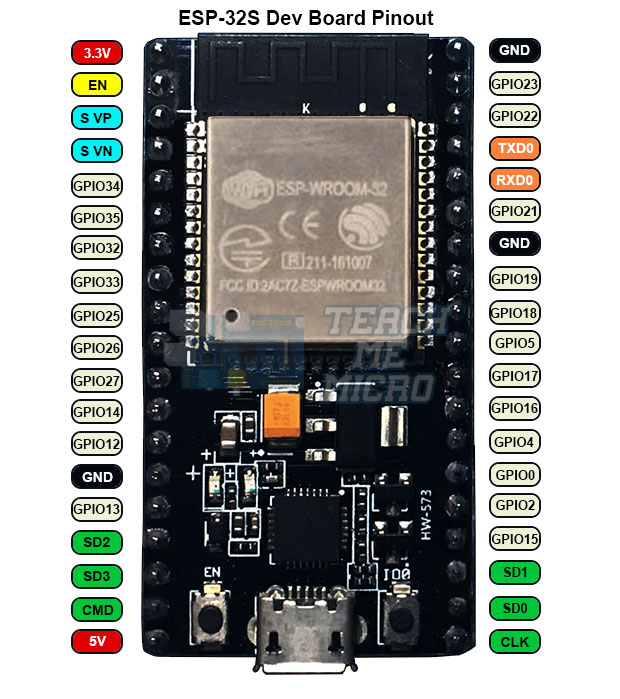 ESP-32S Dev Board Pinout
3.3V
EN
S VP
S VN
GPIO34
GPIO35
GPIO32
GPIO33
GPIO25
GPIO26
GPIO27
GPIO14
GPIO12
GND
GPIO13
SD2
SD3
CMD
5V
K
ESP-WROOM-32
CE
R 211-161007
FCC ID:2AC7Z-ESPWROOM32
TEACH
ME
MICRO
HW-573
EN
IO0
GND
GPIO23
GPIO22
TXD0
RXD0
GPIO21
GND
GPIO19
GPIO18
GPIO5
GPIO17
GPIO16
GPIO4
GPIO0
GPIO2
GPIO15
SD1
SD0
CLK